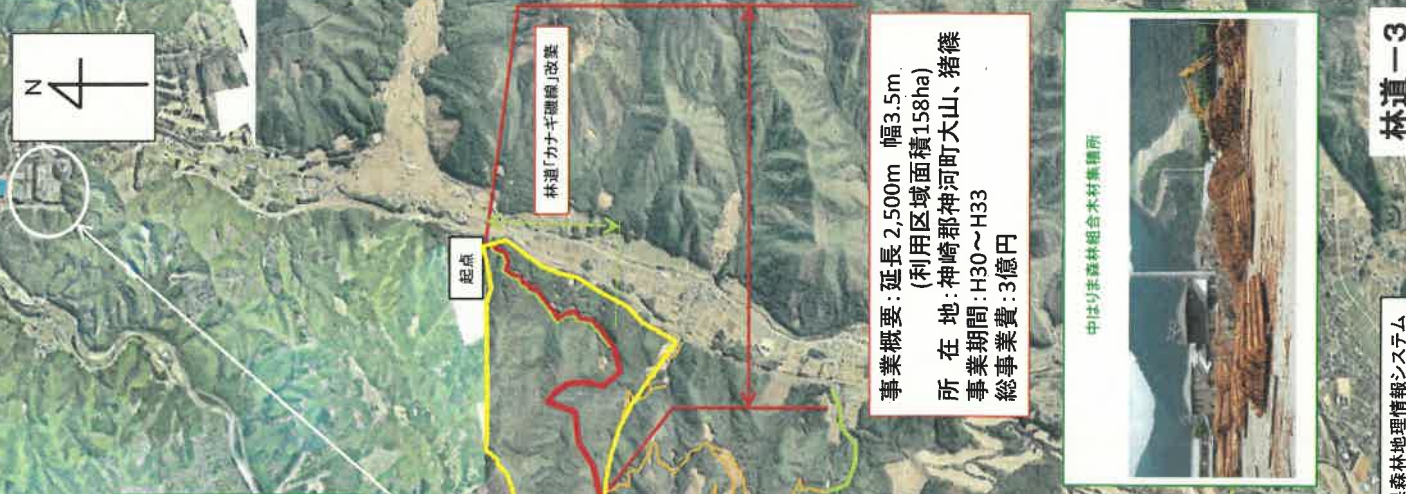 N
起点
林道「カナギ磯線」改築
事業概要：延長 2,500m 幅3.5m
(利用区域面積158ha)
所 在 地：神崎郡神河町大山、猪篠
事業期間：H30～H33
総事業費：3億円
中はりま森林組合木材集積所
林道－3
森林地理情報システム